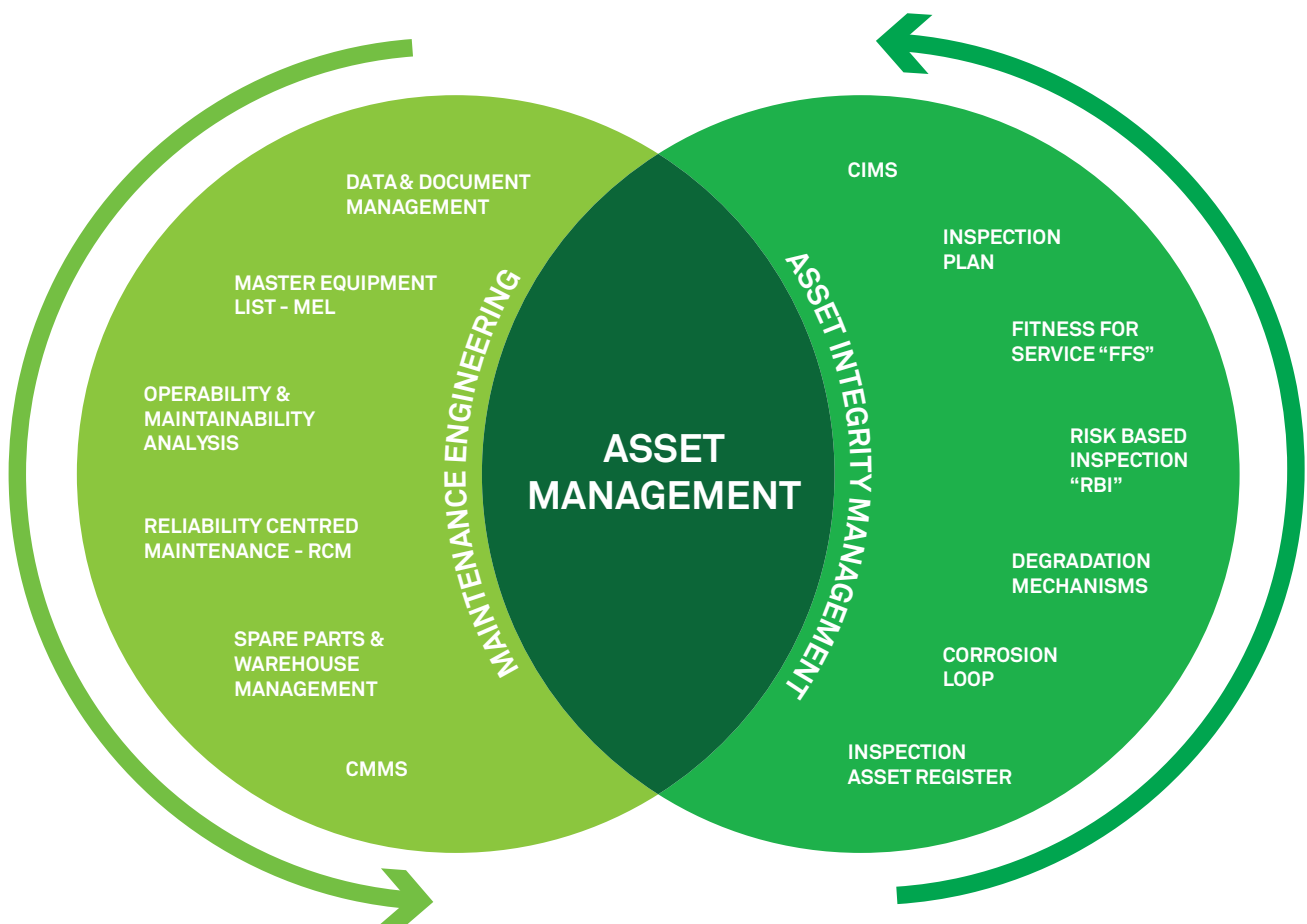 DATA & DOCUMENT
MANAGEMENT
MASTER EQUIPMENT
LIST - MEL
OPERABILITY &
MAINTAINABILITY
ANALYSIS
RELIABILITY CENTRED
MAINTENANCE - RCM
SPARE PARTS &
WAREHOUSE
MANAGEMENT
CMMS
MAINTENANCE ENGINEERING
ASSET
MANAGEMENT
ASSET INTEGRITY MANAGEMENT
CIMS
INSPECTION
PLAN
FITNESS FOR
SERVICE “FFS”
RISK BASED
INSPECTION
“RBI”
DEGRADATION
MECHANISMS
CORROSION
LOOP
INSPECTION
ASSET REGISTER